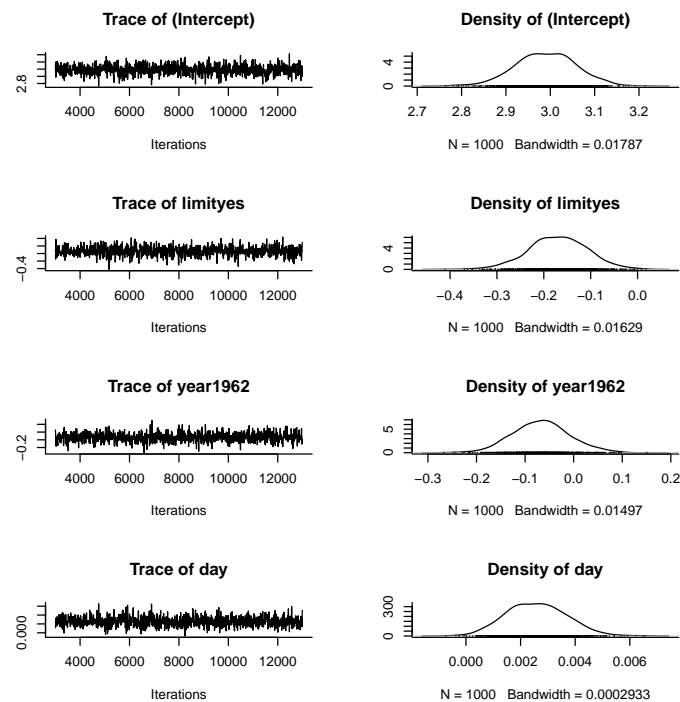 Trace of (Intercept)
2.8
4000 6000 8000 10000 12000
Iterations
Density of (Intercept)
0 4
2.7 2.8 2.9 3.0 3.1 3.2
N = 1000 Bandwidth = 0.01787
Trace of limityes
−0.4
4000 6000 8000 10000 12000
Iterations
Density of limityes
0 4
−0.4 −0.3 −0.2 −0.1 0.0
N = 1000 Bandwidth = 0.01629
Trace of year1962
−0.2
4000 6000 8000 10000 12000
Iterations
Density of year1962
0 5
−0.3 −0.2 −0.1 0.0 0.1 0.2
N = 1000 Bandwidth = 0.01497
Trace of day
0.000
4000 6000 8000 10000 12000
Iterations
Density of day
0 300
0.000 0.002 0.004 0.006
N = 1000 Bandwidth = 0.0002933